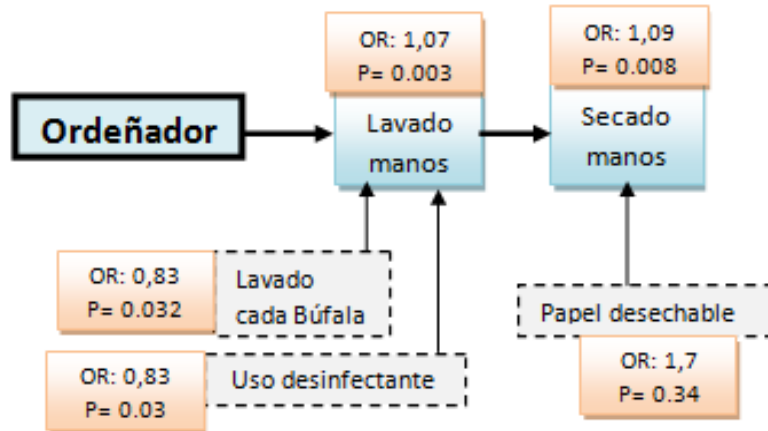 OR: 1,07
P= 0.003
OR: 1,09
P= 0.008
Ordeñador
Lavado
manos
Secado
manos
OR: 0,83
P= 0.032
Lavado
cada Búfala
Papel desechable
OR: 0,83
P= 0.03
Uso desinfectante
OR: 1,7
P= 0.34